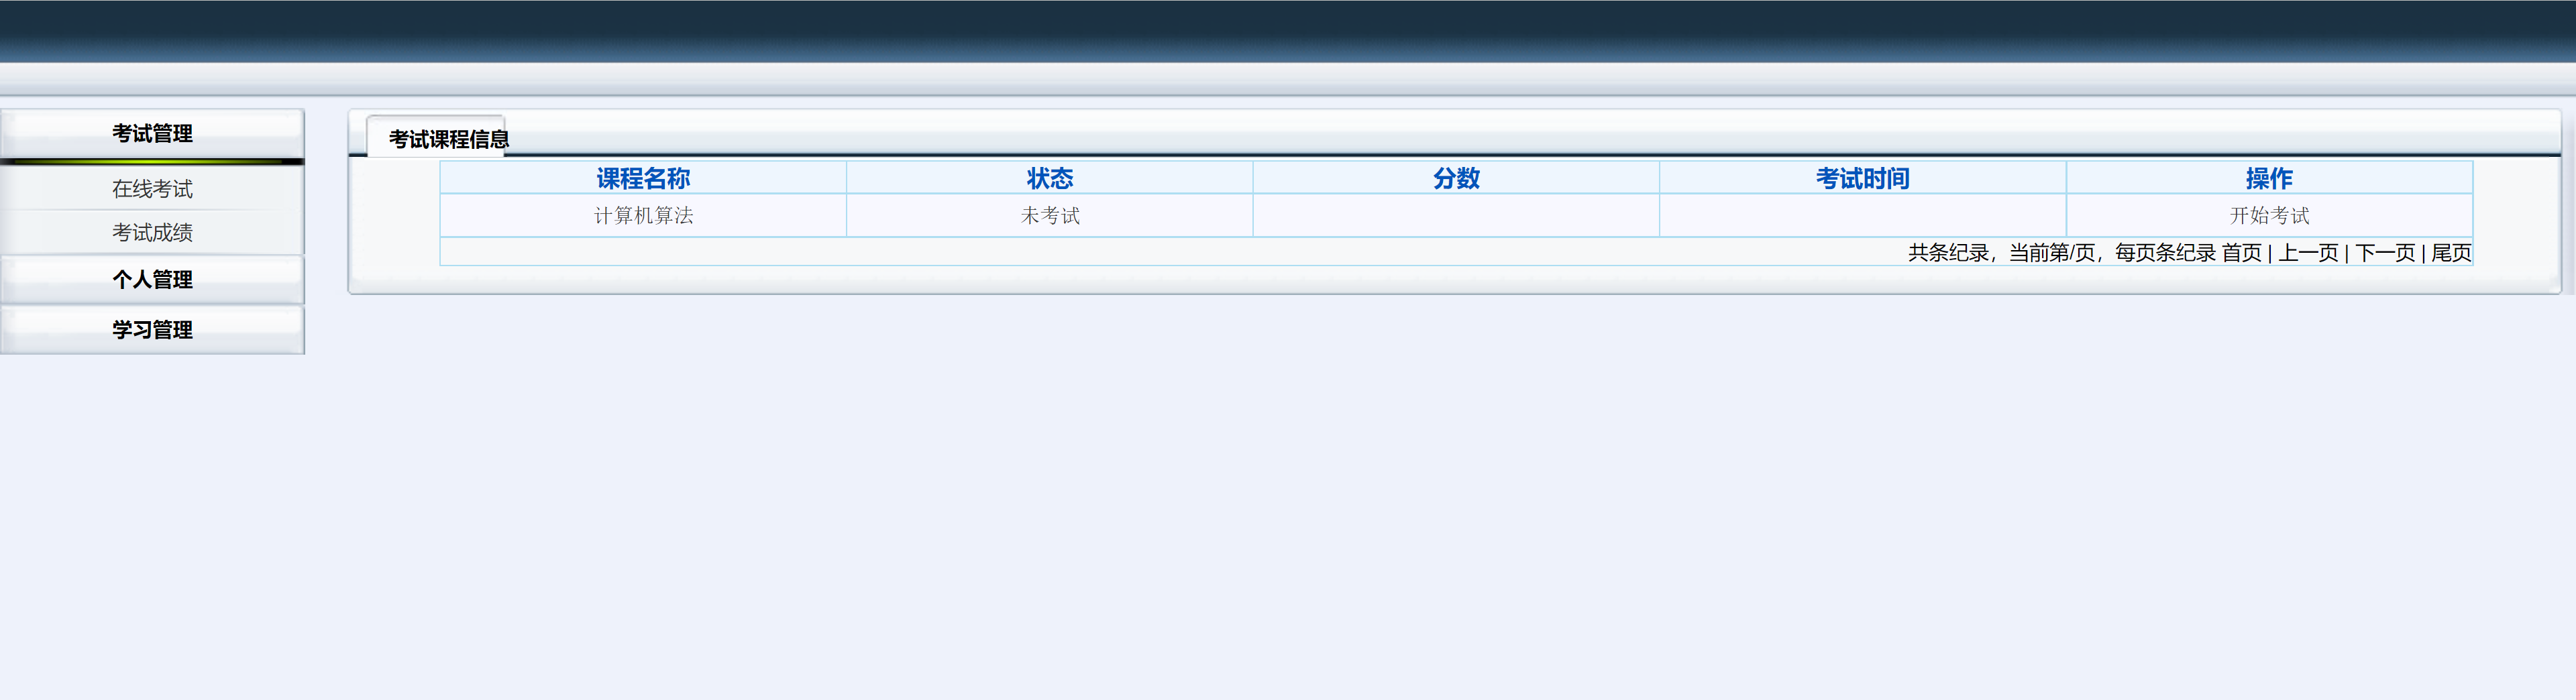 考试管理
在线考试
考试成绩
个人管理
学习管理
考试课程信息
课程名称 状态 分数 考试时间 操作
计算机算法 未考试 开始考试
共条纪录，当前第/页，每页条纪录 首页 | 上一页 | 下一页 | 尾页